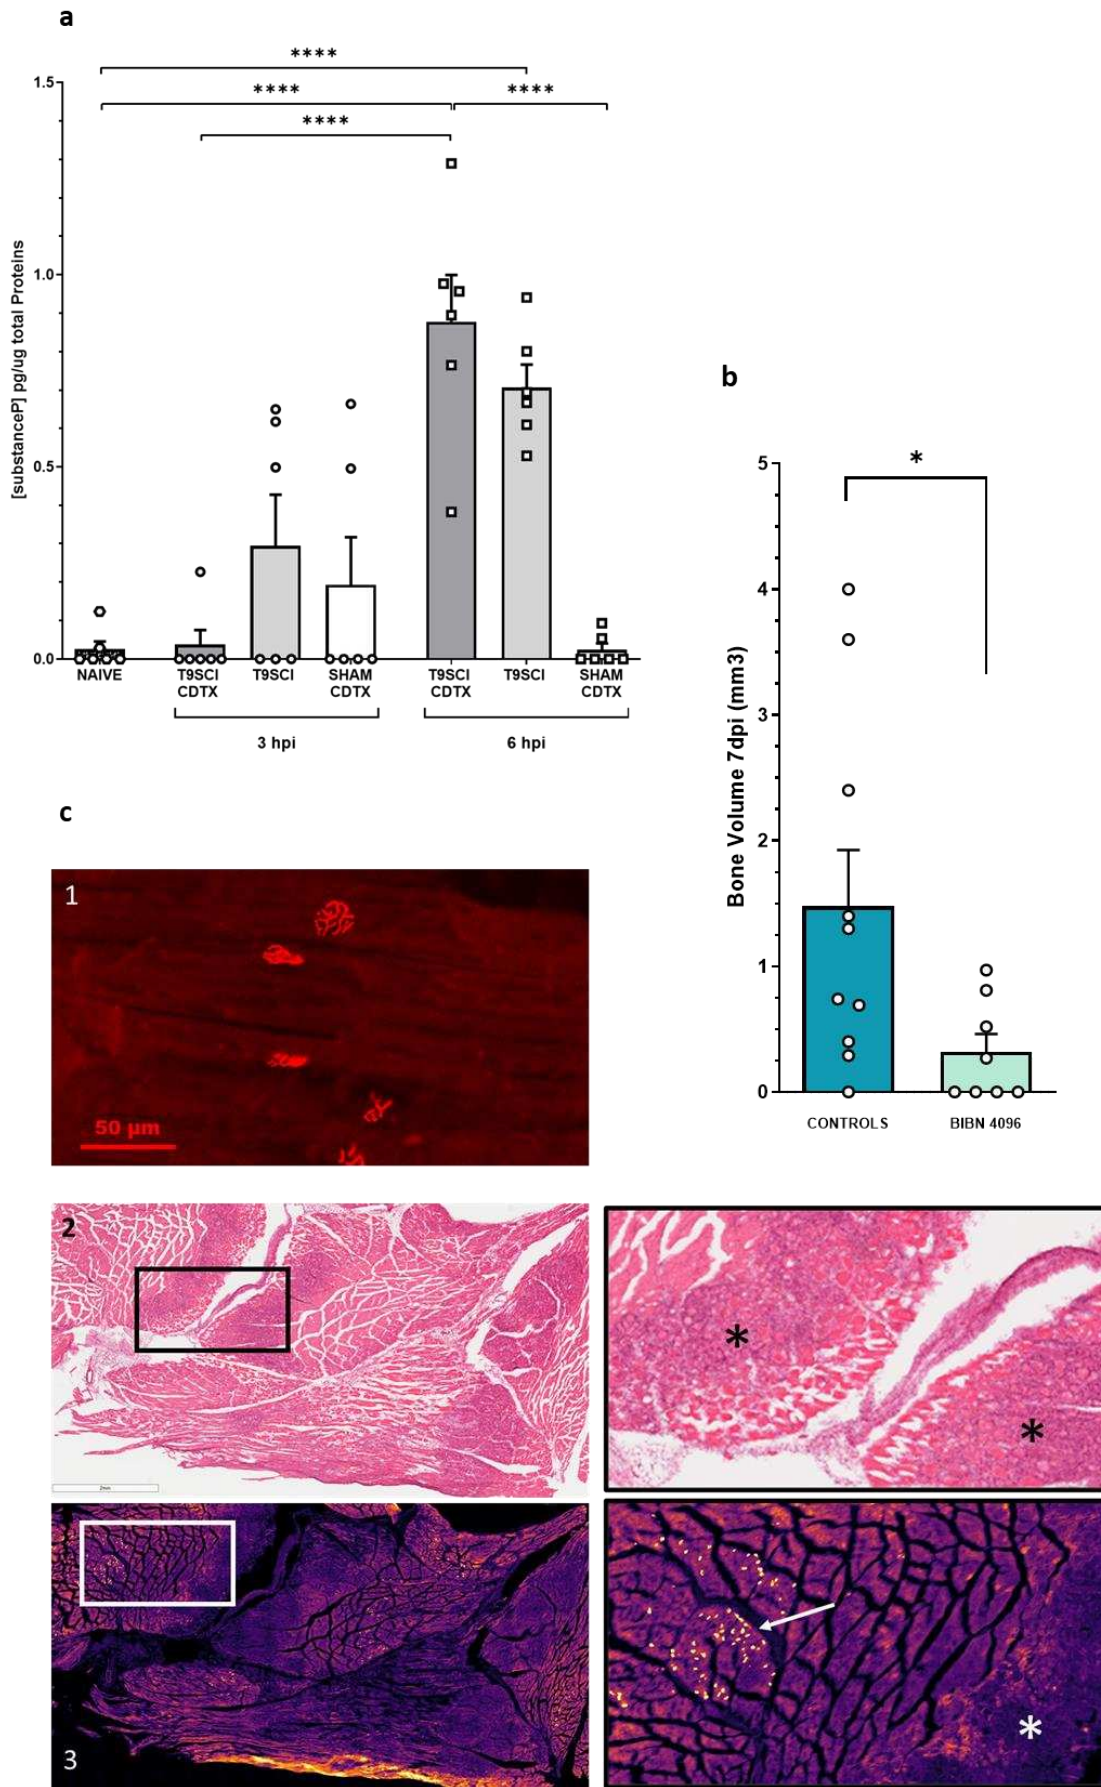 a
****
****
****
****
1.5
1.0
0.5
0.0
[substanceP] pg/ug total Proteins
NAIVE
T9SCI
CDTX
T9SCI
SHAM
CDTX
T9SCI
CDTX
T9SCI
SHAM
CDTX
3 hpi
6 hpi
b
*
5
4
3
2
1
0
Bone Volume 7dpi (mm3)
CONTROLS
BIBN 4096
c
1
50 µm
2
2mm
*
*
3
*